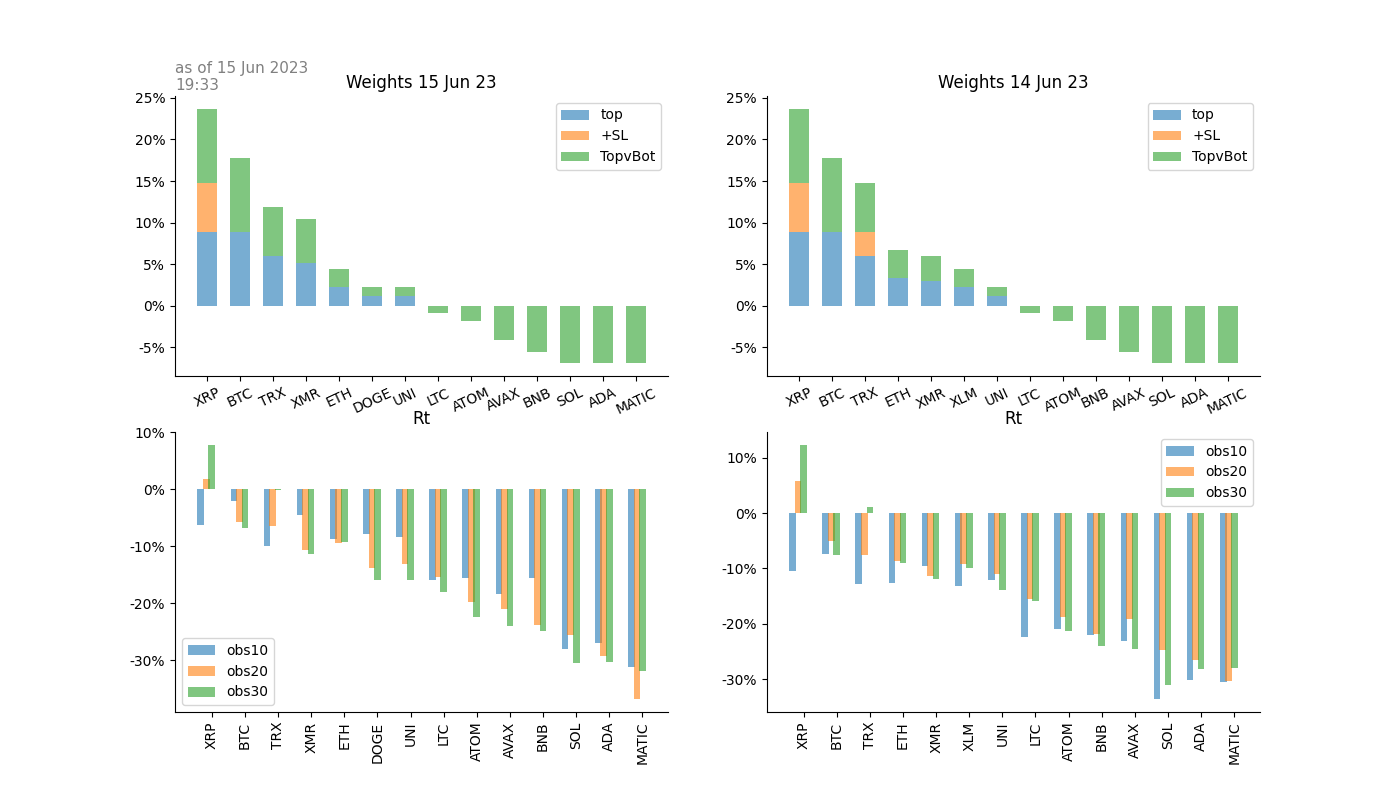 as of 15 Jun 2023
19:33
Weights 15 Jun 23
25%
20%
15%
10%
5%
0%
-5%
top
+SL
TopvBot
XRP BTC TRX XMR ETH DOGE UNI LTC ATOM AVAX BNB SOL ADA MATIC
Weights 14 Jun 23
25%
20%
15%
10%
5%
0%
-5%
top
+SL
TopvBot
XRP BTC TRX ETH XMR XLM UNI LTC ATOM BNB AVAX SOL ADA MATIC
Rt
10%
0%
-10%
-20%
-30%
obs10
obs20
obs30
XRP BTC TRX XMR ETH DOGE UNI LTC ATOM AVAX BNB SOL ADA MATIC
Rt
10%
0%
-10%
-20%
-30%
obs10
obs20
obs30
XRP BTC TRX ETH XMR XLM UNI LTC ATOM BNB AVAX SOL ADA MATIC